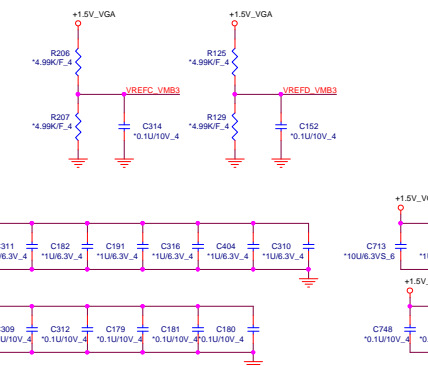 +1.5V_VGA
+1.5V_VGA
R206
*4.99K/F_4
R125
*4.99K/F_4
VREFC_VMB3
VREFD_VMB3
R207
*4.99K/F_4
C314
*0.1U/10V_4
R129
*4.99K/F_4
C152
*0.1U/10V_4
C182
*1U/6.3V_4
C191
*1U/6.3V_4
C316
*1U/6.3V_4
C404
*1U/6.3V_4
C310
*1U/6.3V_4
C713
*10U/6.3VS_6
C312
*0.1U/10V_4
C179
*0.1U/10V_4
C181
*0.1U/10V_4
C180
*0.1U/10V_4
C748
*0.1U/10V_4